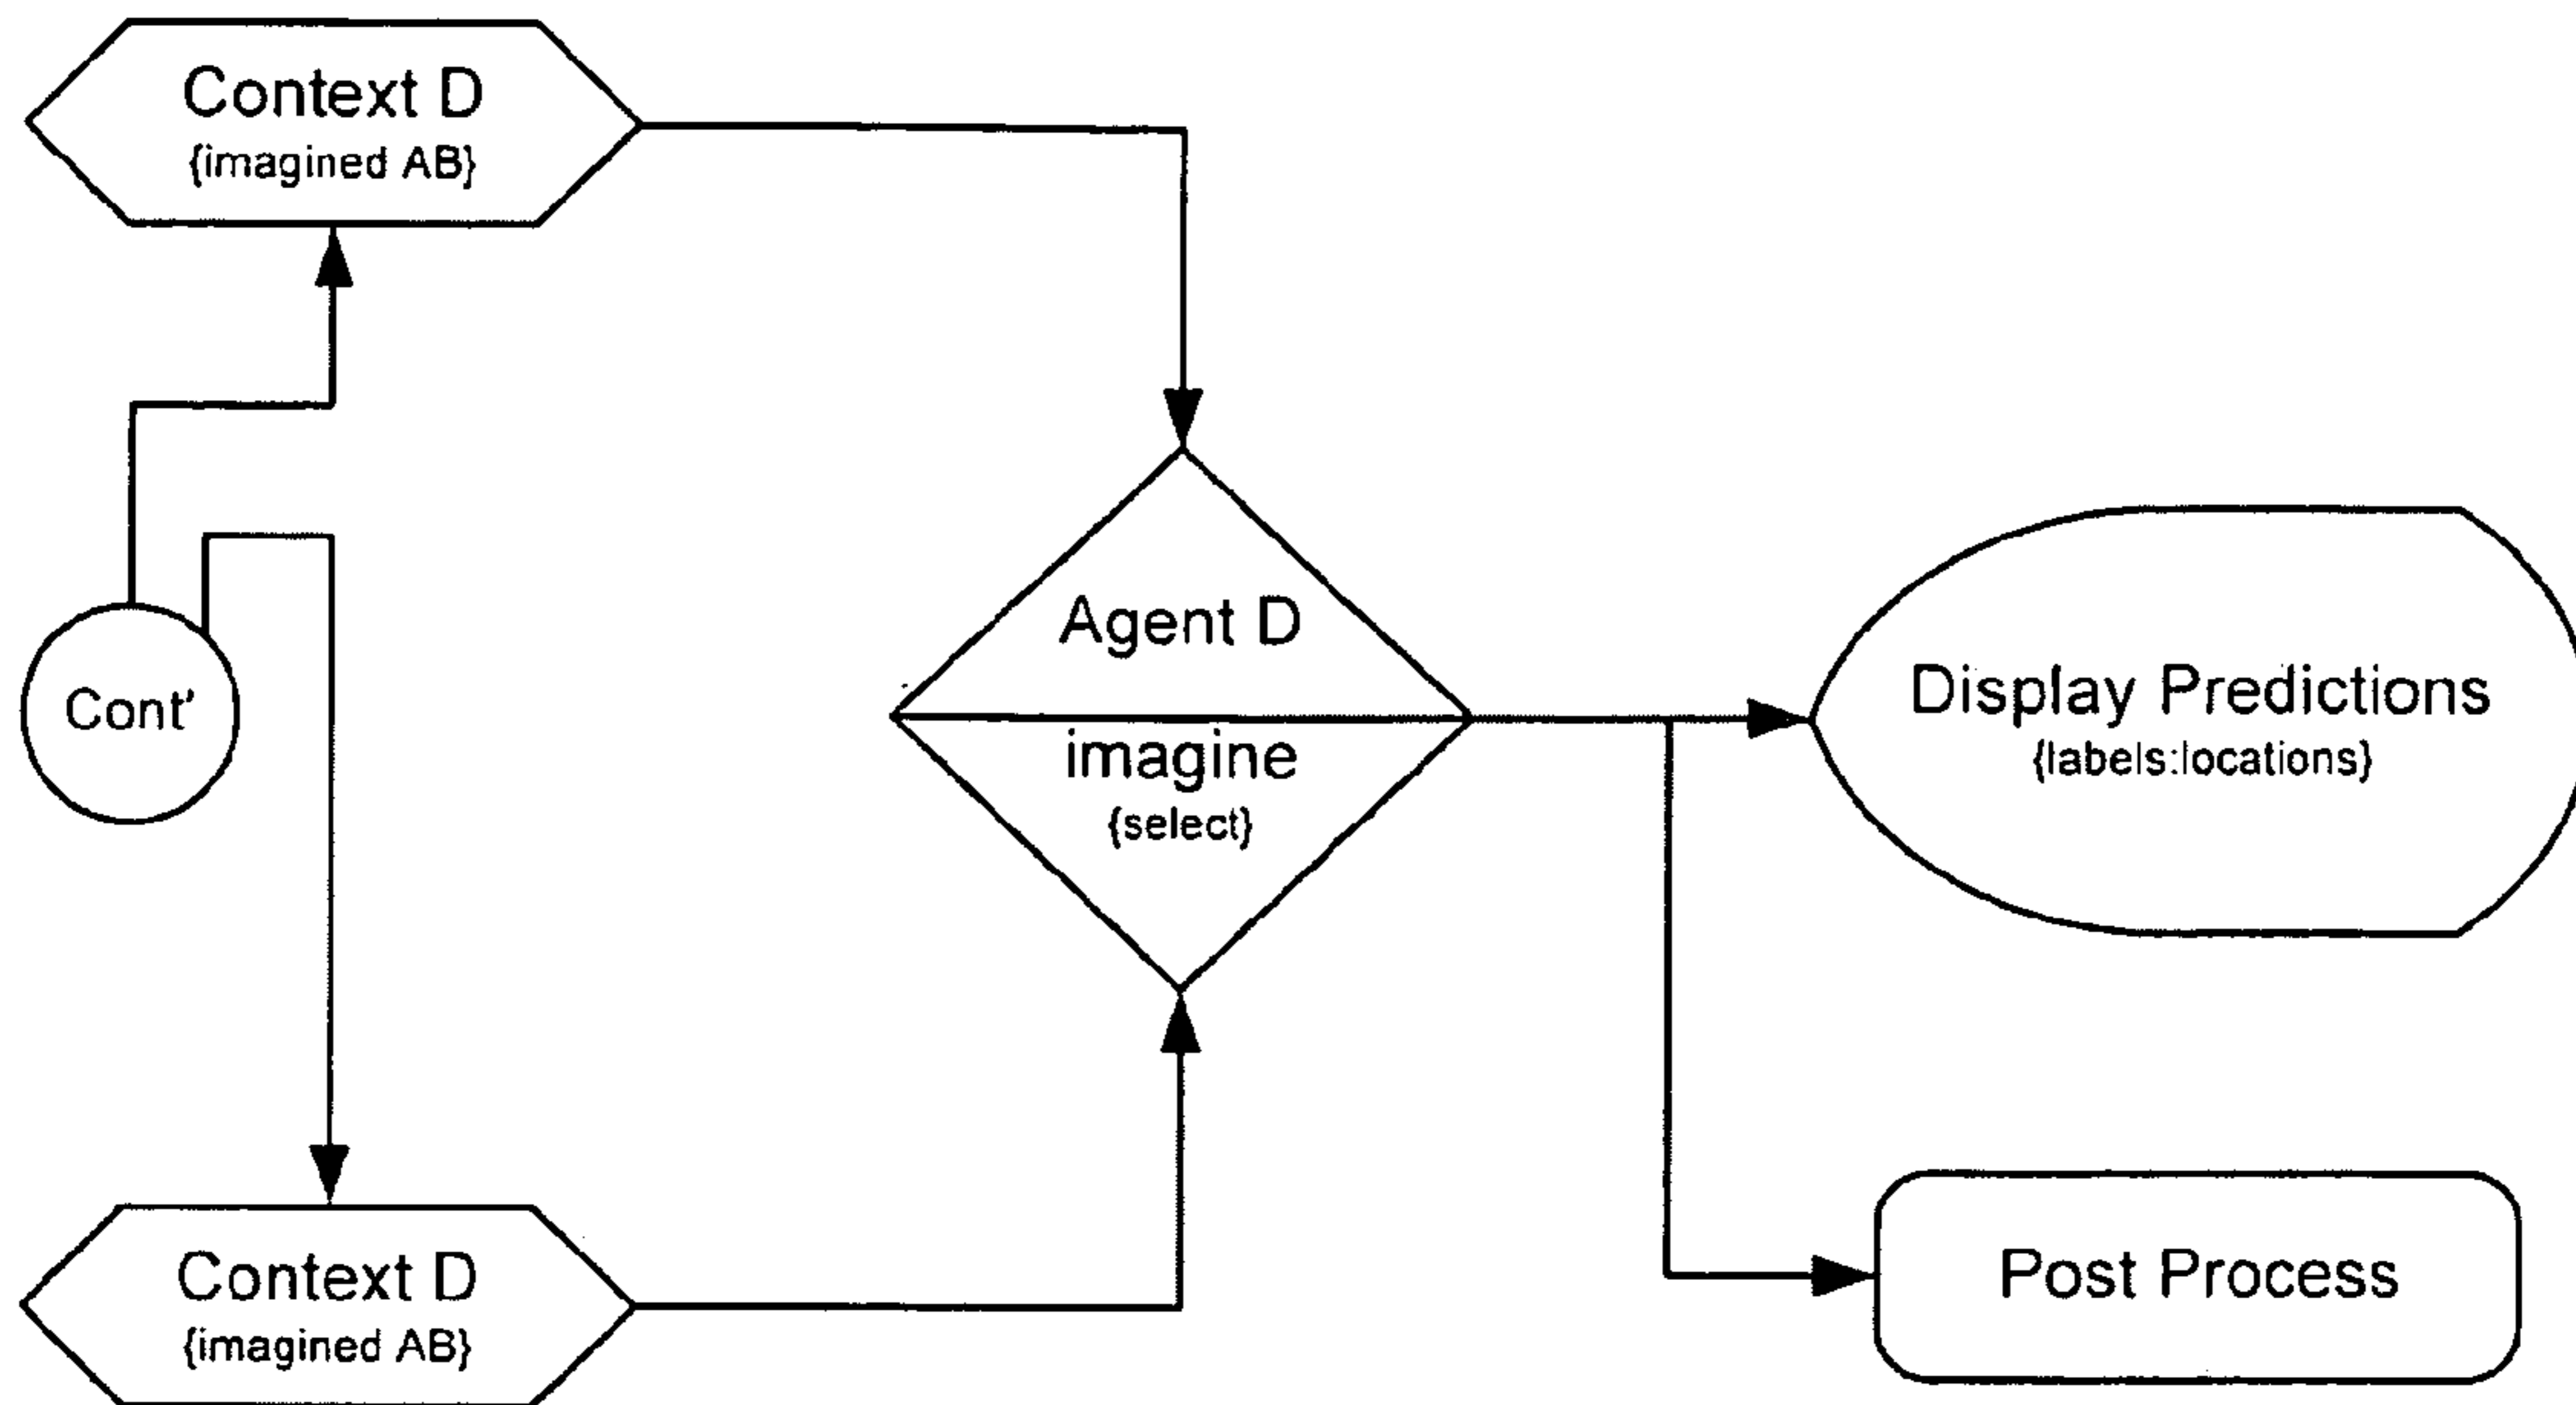 Context D
{imagined AB}
Cont'
Agent D
imagine
{select}
Display Predictions
{labels:locations}
Context D
{imagined AB}
Post Process